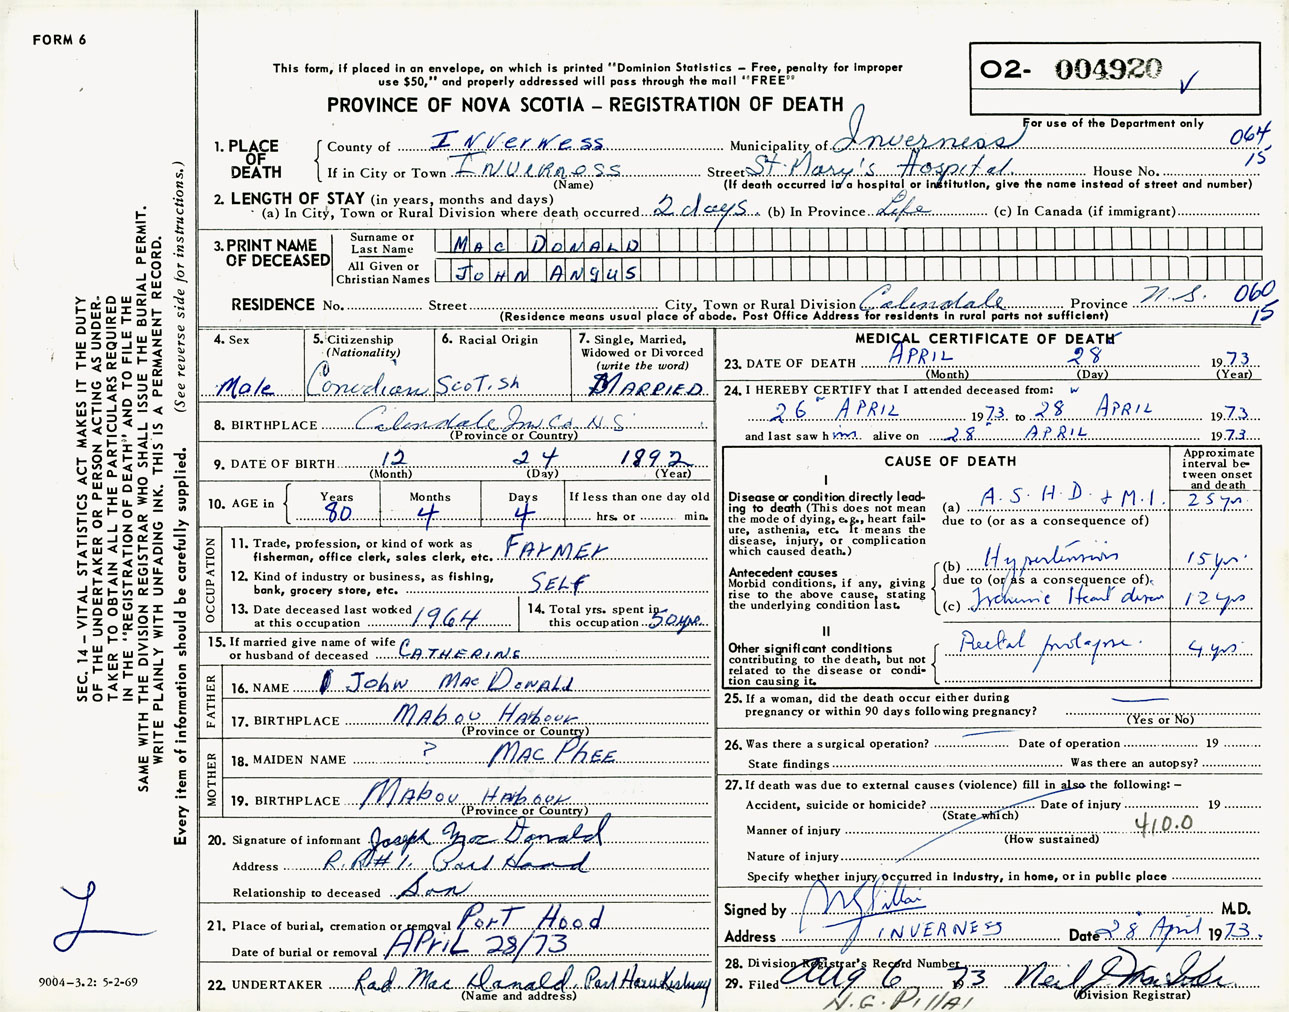 FORM 6
This form, if placed in an envelope, on which is printed "Dominion Statistics – Free, penalty for improper
use $50," and properly addressed will pass through the mail "FREE"
PROVINCE OF NOVA SCOTIA – REGISTRATION OF DEATH
O2- 004920
For use of the Department only
064
15
1. PLACE OF DEATH
County of Inverness Municipality of Inverness
If in City or Town Inverness Street St. Mary's Hospital House No.
(Name) (If death occurred in a hospital or institution, give the name instead of street and number)
2. LENGTH OF STAY (in years, months and days)
(a) In City, Town or Rural Division where death occurred 2 days. (b) In Province Life (c) In Canada (if immigrant)
3. PRINT NAME OF DECEASED
Surname or Last Name MAC DONALD
All Given or Christian Names JOHN ANGUS
RESIDENCE No. Street City, Town or Rural Division Glendale Province N.S. 060
(Residence means usual place of abode. Post Office Address for residents in rural parts not sufficient) 15
4. Sex Male
5. Citizenship (Nationality) Canadian
6. Racial Origin Scotish
7. Single, Married, Widowed or Divorced (write the word) MARRIED
8. BIRTHPLACE Glendale Inv. Co. N S
(Province or Country)
9. DATE OF BIRTH 12 24 1892
(Month) (Day) (Year)
10. AGE in Years 80 Months 4 Days 4 If less than one day old
hrs. or min.
OCCUPATION
11. Trade, profession, or kind of work as
fisherman, office clerk, sales clerk, etc. FARMER
12. Kind of industry or business, as fishing,
bank, grocery store, etc. SELF
13. Date deceased last worked
at this occupation 1964
14. Total yrs. spent in
this occupation 50 yrs.
15. If married give name of wife
or husband of deceased CATHERINE
FATHER
16. NAME John MacDonald
17. BIRTHPLACE Mabou Habour
(Province or Country)
MOTHER
18. MAIDEN NAME ? MAC PHEE
19. BIRTHPLACE Mabou Habour
(Province or Country)
20. Signature of informant Joseph Mac Donald
Address R.R#1. Port Hood
Relationship to deceased Son
21. Place of burial, cremation or removal Port Hood
Date of burial or removal APRIL 28/73
22. UNDERTAKER Rod Mac Donald. Port
(Name and address)
MEDICAL CERTIFICATE OF DEATH
23. DATE OF DEATH APRIL 28 1973
(Month) (Day) (Year)
24. I HEREBY CERTIFY that I attended deceased from:
26 APRIL 1973 to 28 APRIL 1973
and last saw him alive on 28 APRIL 1973
CAUSE OF DEATH
Approximate interval between onset and death
I
Disease or condition directly leading to death (This does not mean the mode of dying, e.g., heart failure, asthenia, etc. It means the disease, injury, or complication which caused death.)
(a) A.S.H.D. + M.I. 25 yrs.
due to (or as a consequence of)
Antecedent causes
Morbid conditions, if any, giving rise to the above cause, stating the underlying condition last.
(b) Hypertension 15 yrs.
due to (or as a consequence of)
(c) Ischemic Heart disease 12 yrs
II
Other significant conditions
contributing to the death, but not related to the disease or condition causing it.
Rectal prolapse. 4 yrs.
25. If a woman, did the death occur either during
pregnancy or within 90 days following pregnancy?
(Yes or No)
26. Was there a surgical operation? Date of operation 19
State findings Was there an autopsy?
27. If death was due to external causes (violence) fill in also the following: –
Accident, suicide or homicide? Date of injury 19
(State which)
Manner of injury 410.0
(How sustained)
Nature of injury
Specify whether injury occurred in industry, in home, or in public place
Signed by NG Pillai M.D.
Address INVERNESS Date 28 April 1973.
28. Division Registrar's Record Number
29. Filed Aug 6 1973 Neil J
(Division Registrar)
N.G. PILLAI
SEC. 14 – VITAL STATISTICS ACT MAKES IT THE DUTY
OF THE UNDERTAKER OR PERSON ACTING AS UNDERTAKER
TO OBTAIN ALL THE PARTICULARS REQUIRED
IN THE "REGISTRATION OF DEATH" AND TO FILE THE
SAME WITH THE DIVISION REGISTRAR WHO SHALL ISSUE THE BURIAL PERMIT.
WRITE PLAINLY WITH UNFADING INK. THIS IS A PERMANENT RECORD.
Every item of information should be carefully supplied. (See reverse side for instructions.)
L
9004–3.2: 5-2-69